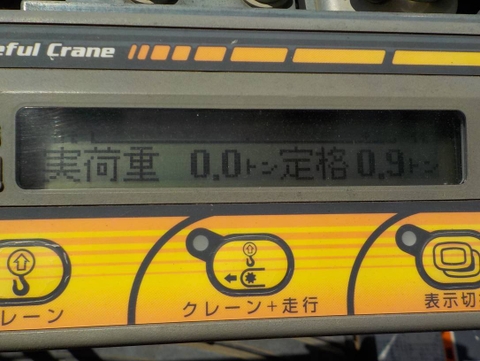 eful Crane
実荷重 0.0トン 定格 0.9トン
レーン
クレーン+走行
表示切